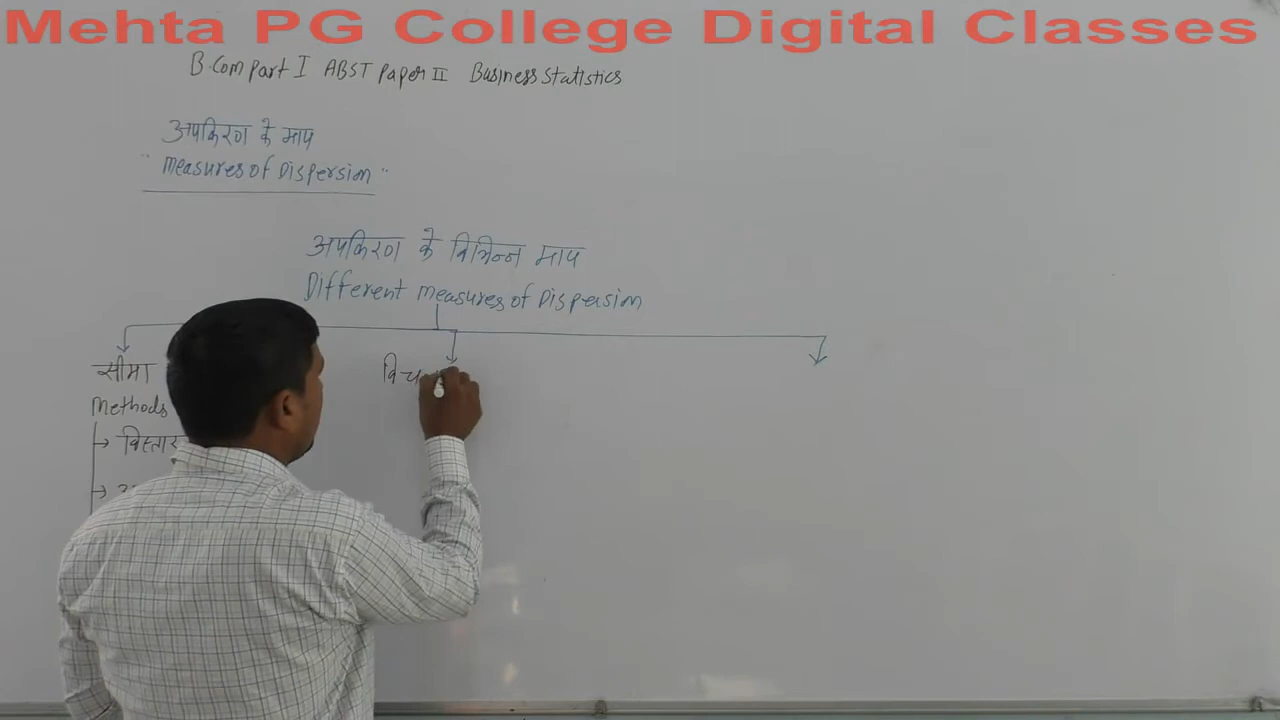 Mehta PG College Digital Classes
B.Com Part I ABST Paper II Business Statistics
अपकिरण के माप
"Measures of Dispersion"
अपकिरण के विभिन्न माप
Different Measures of Dispersion
सीमा
Methods
→ विस्तार